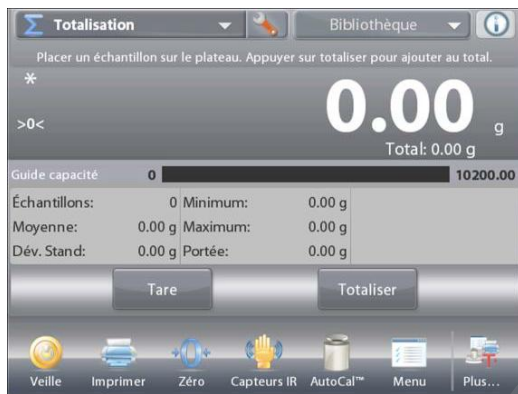 Totalisation
Bibliothèque
Placer un échantillon sur le plateau. Appuyer sur totaliser pour ajouter au total.
*
>0<
0.00 g
Total: 0.00 g
Guide capacité 0 10200.00
Échantillons: 0 Minimum: 0.00 g
Moyenne: 0.00 g Maximum: 0.00 g
Dév. Stand: 0.00 g Portée: 0.00 g
Tare Totaliser
Veille Imprimer Zéro Capteurs IR AutoCal™ Menu Plus...